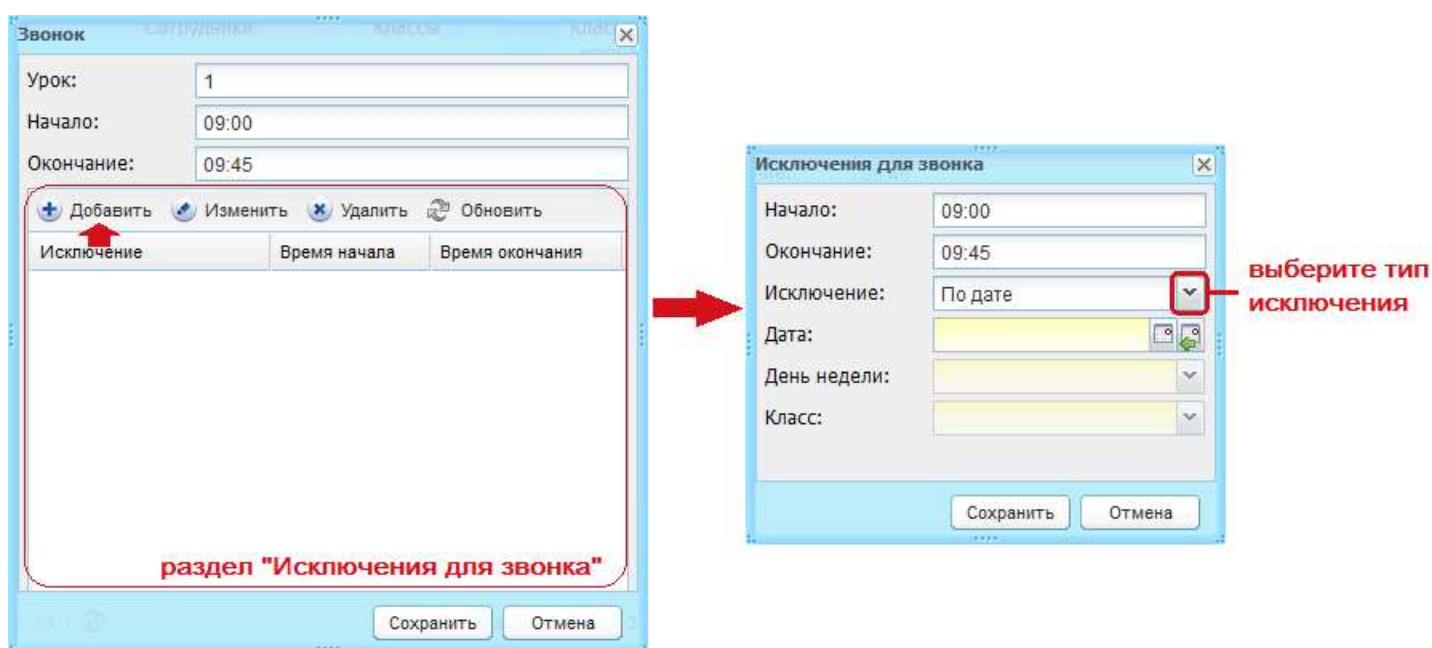 Звонок
Урок: 1
Начало: 09:00
Окончание: 09:45
Добавить Изменить Удалить Обновить
Исключение Время начала Время окончания
раздел "Исключения для звонка"
Сохранить Отмена
Исключения для звонка
Начало: 09:00
Окончание: 09:45
Исключение: По дате
Дата:
День недели:
Класс:
Сохранить Отмена
выберите тип
исключения